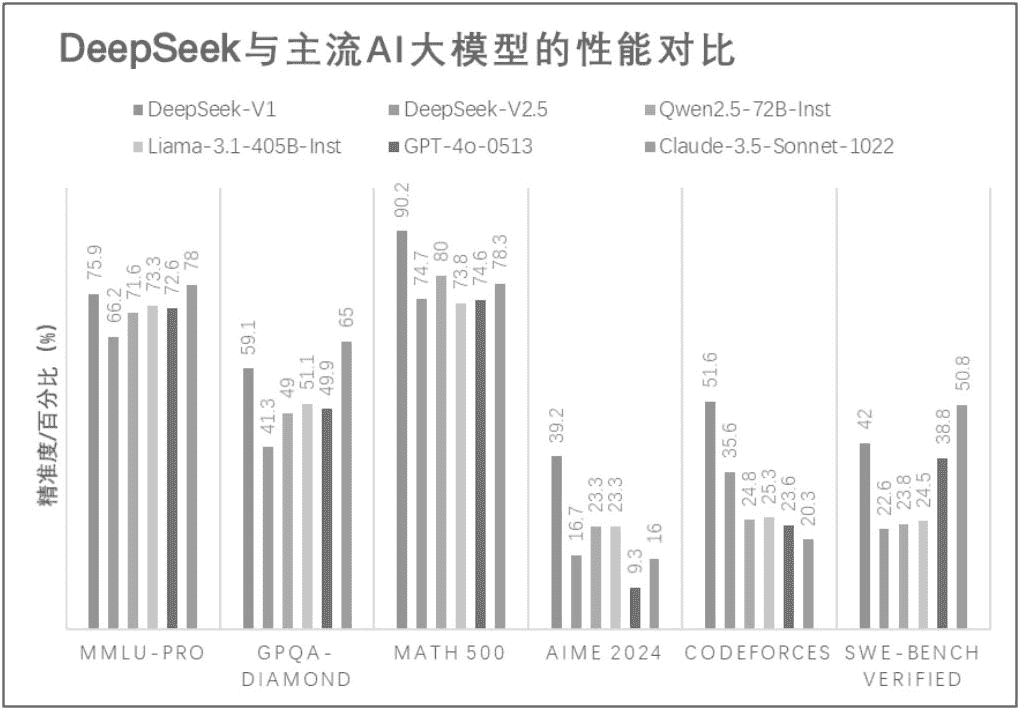 DeepSeek与主流AI大模型的性能对比
DeepSeek-V1 DeepSeek-V2.5 Qwen2.5-72B-Inst
Liama-3.1-405B-Inst GPT-4o-0513 Claude-3.5-Sonnet-1022
精准度/百分比 (%)
75.9 66.2 71.6 73.3 72.6 78
59.1 41.3 49 51.1 49.9 65
90.2 74.7 80 73.8 74.6 78.3
39.2 16.7 23.3 23.3 9.3 16
51.6 35.6 24.8 25.3 23.6 20.3
42 22.6 23.8 24.5 38.8 50.8
MMLU-PRO
GPQA-
DIAMOND
MATH 500
AIME 2024
CODEFORCES
SWE-BENCH
VERIFIED